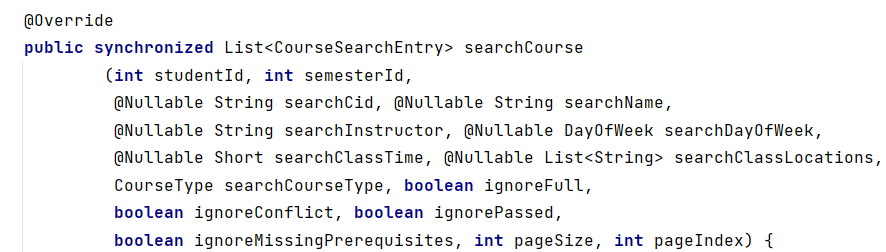 @Override
public synchronized List<CourseSearchEntry> searchCourse
(int studentId, int semesterId,
@Nullable String searchCid, @Nullable String searchName,
@Nullable String searchInstructor, @Nullable DayOfWeek searchDayOfWeek,
@Nullable Short searchClassTime, @Nullable List<String> searchClassLocations,
CourseType searchCourseType, boolean ignoreFull,
boolean ignoreConflict, boolean ignorePassed,
boolean ignoreMissingPrerequisites, int pageSize, int pageIndex) {